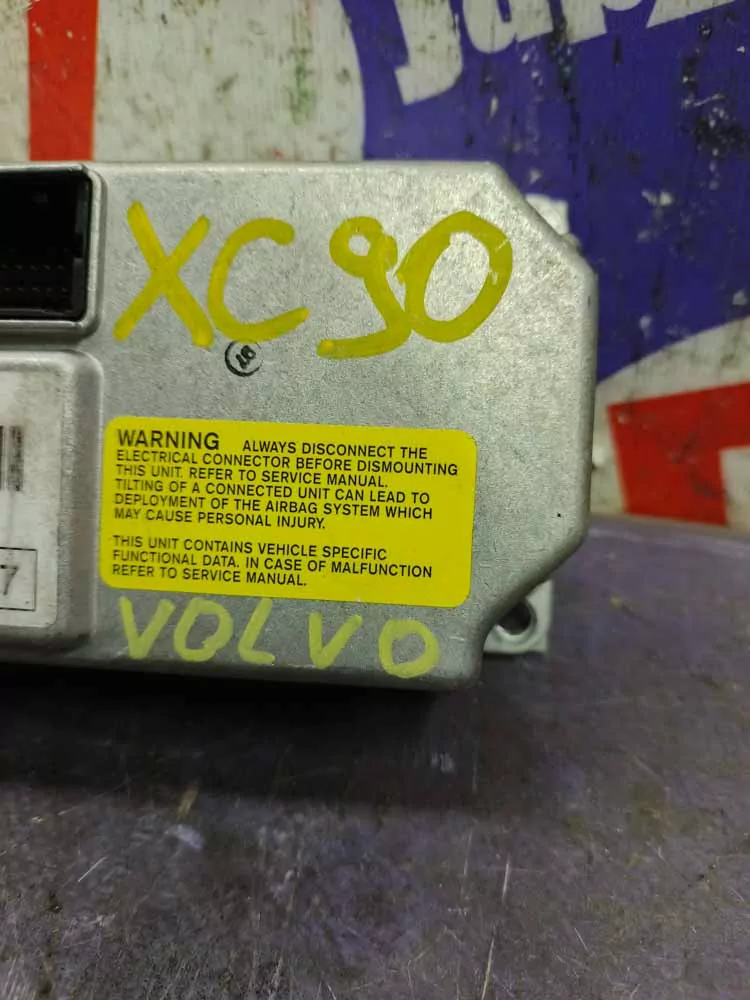 XC90
WARNING ALWAYS DISCONNECT THE
ELECTRICAL CONNECTOR BEFORE DISMOUNTING
THIS UNIT. REFER TO SERVICE MANUAL.
TILTING OF A CONNECTED UNIT CAN LEAD TO
DEPLOYMENT OF THE AIRBAG SYSTEM WHICH
MAY CAUSE PERSONAL INJURY.
THIS UNIT CONTAINS VEHICLE SPECIFIC
FUNCTIONAL DATA. IN CASE OF MALFUNCTION
REFER TO SERVICE MANUAL.
7
VOLVO